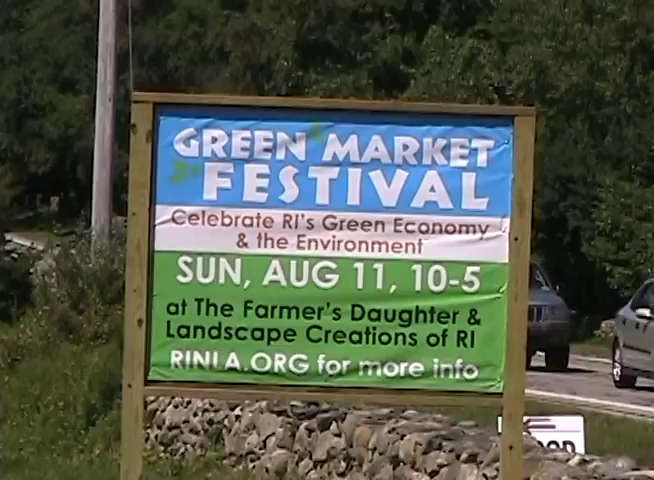 GREEN MARKET
FESTIVAL
Celebrate RI's Green Economy
& the Environment
SUN, AUG 11, 10-5
at The Farmer's Daughter &
Landscape Creations of RI
RINLA.ORG for more info